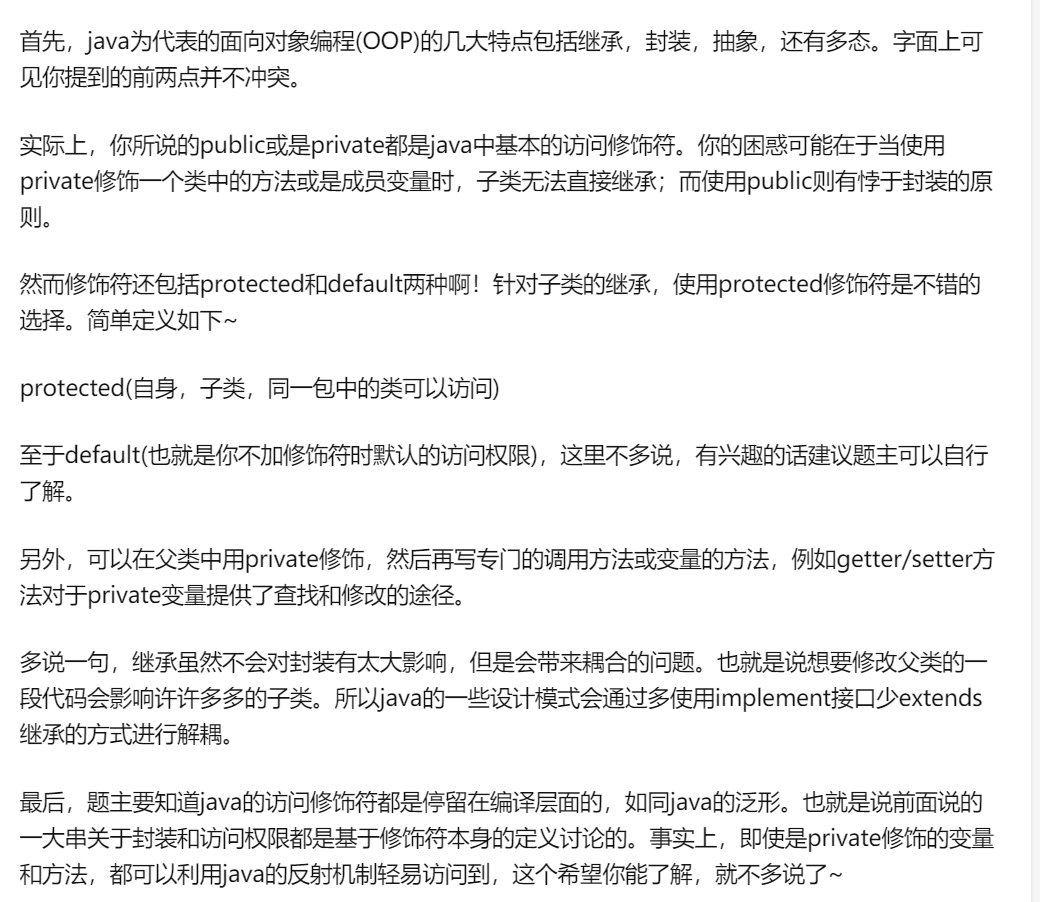 首先，java为代表的面向对象编程(OOP)的几大特点包括继承，封装，抽象，还有多态。字面上可
见你提到的前两点并不冲突。
实际上，你所说的public或是private都是java中基本的访问修饰符。你的困惑可能在于当使用
private修饰一个类中的方法或是成员变量时，子类无法直接继承；而使用public则有悖于封装的原
则。
然而修饰符还包括protected和default两种啊！针对子类的继承，使用protected修饰符是不错的
选择。简单定义如下~
protected(自身，子类，同一包中的类可以访问)
至于default(也就是你不加修饰符时默认的访问权限)，这里不多说，有兴趣的话建议题主可以自行
了解。
另外，可以在父类中用private修饰，然后再写专门的调用方法或变量的方法，例如getter/setter方
法对于private变量提供了查找和修改的途径。
多说一句，继承虽然不会对封装有太大影响，但是会带来耦合的问题。也就是说想要修改父类的一
段代码会影响许许多多的子类。所以java的一些设计模式会通过多使用implement接口少extends
继承的方式进行解耦。
最后，题主要知道java的访问修饰符都是停留在编译层面的，如同java的泛形。也就是说前面说的
一大串关于封装和访问权限都是基于修饰符本身的定义讨论的。事实上，即使是private修饰的变量
和方法，都可以利用java的反射机制轻易访问到，这个希望你能了解，就不多说了~